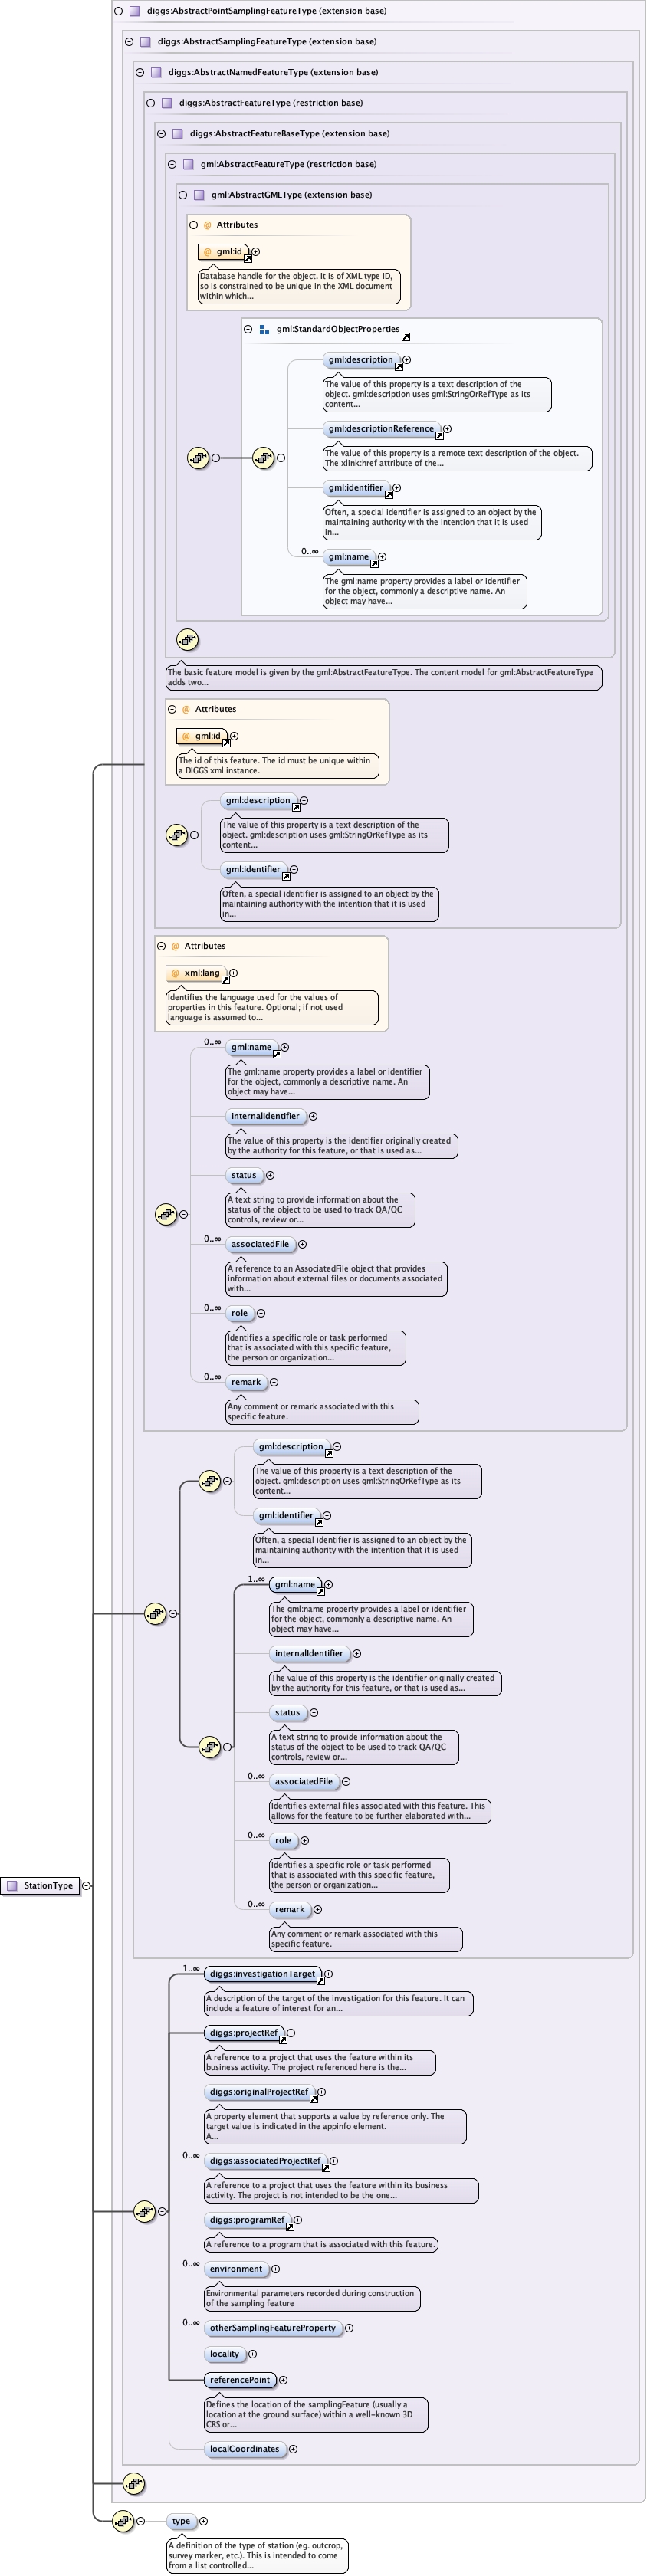 diggs:AbstractPointSamplingFeatureType (extension base)
diggs:AbstractSamplingFeatureType (extension base)
diggs:AbstractNamedFeatureType (extension base)
diggs:AbstractFeatureType (restriction base)
diggs:AbstractFeatureBaseType (extension base)
gml:AbstractFeatureType (restriction base)
gml:AbstractGMLType (extension base)
@ Attributes
@ gml:id
Database handle for the object. It is of XML type ID,
so is constrained to be unique in the XML document
within which...
gml:StandardObjectProperties
gml:description
The value of this property is a text description of the
object. gml:description uses gml:StringOrRefType as its
content...
gml:descriptionReference
The value of this property is a remote text description of the object.
The xlink:href attribute of the...
gml:identifier
Often, a special identifier is assigned to an object by the
maintaining authority with the intention that it is used
in...
0..∞
gml:name
The gml:name property provides a label or identifier
for the object, commonly a descriptive name. An
object may have...
The basic feature model is given by the gml:AbstractFeatureType. The content model for gml:AbstractFeatureType
adds two...
@ Attributes
@ gml:id
The id of this feature. The id must be unique within
a DIGGS xml instance.
gml:description
The value of this property is a text description of the
object. gml:description uses gml:StringOrRefType as its
content...
gml:identifier
Often, a special identifier is assigned to an object by the
maintaining authority with the intention that it is used
in...
@ Attributes
@ xml:lang
Identifies the language used for the values of
properties in this feature. Optional; if not used
language is assumed to...
0..∞
gml:name
The gml:name property provides a label or identifier
for the object, commonly a descriptive name. An
object may have...
internalIdentifier
The value of this property is the identifier originally created
by the authority for this feature, or that is used as...
status
A text string to provide information about the
status of the object to be used to track QA/QC
controls, review or...
0..∞
associatedFile
A reference to an AssociatedFile object that provides
information about external files or documents associated
with...
0..∞
role
Identifies a specific role or task performed
that is associated with this specific feature,
the person or organization...
0..∞
remark
Any comment or remark associated with this
specific feature.
gml:description
The value of this property is a text description of the
object. gml:description uses gml:StringOrRefType as its
content...
gml:identifier
Often, a special identifier is assigned to an object by the
maintaining authority with the intention that it is used
in...
1..∞
gml:name
The gml:name property provides a label or identifier
for the object, commonly a descriptive name. An
object may have...
internalIdentifier
The value of this property is the identifier originally created
by the authority for this feature, or that is used as...
status
A text string to provide information about the
status of the object to be used to track QA/QC
controls, review or...
0..∞
associatedFile
Identifies external files associated with this feature. This
allows for the feature to be further elaborated with...
0..∞
role
Identifies a specific role or task performed
that is associated with this specific feature,
the person or organization...
StationType
0..∞
remark
Any comment or remark associated with this
specific feature.
1..∞
diggs:investigationTarget
A description of the target of the investigation for this feature. It can
include a feature of interest for an...
diggs:projectRef
A reference to a project that uses the feature within its
business activity. The project referenced here is the...
diggs:originalProjectRef
A property element that supports a value by reference only. The
target value is indicated in the appinfo element.
A...
0..∞
diggs:associatedProjectRef
A reference to a project that uses the feature within its business
activity. The project is not intended to be the one...
diggs:programRef
A reference to a program that is associated with this feature.
0..∞
environment
Environmental parameters recorded during construction
of the sampling feature
0..∞
otherSamplingFeatureProperty
locality
referencePoint
Defines the location of the samplingFeature (usually a
location at the ground surface) within a well-known 3D
CRS or...
localCoordinates
type
A definition of the type of station (eg. outcrop,
survey marker, etc.). This is intended to come
from a list controlled...